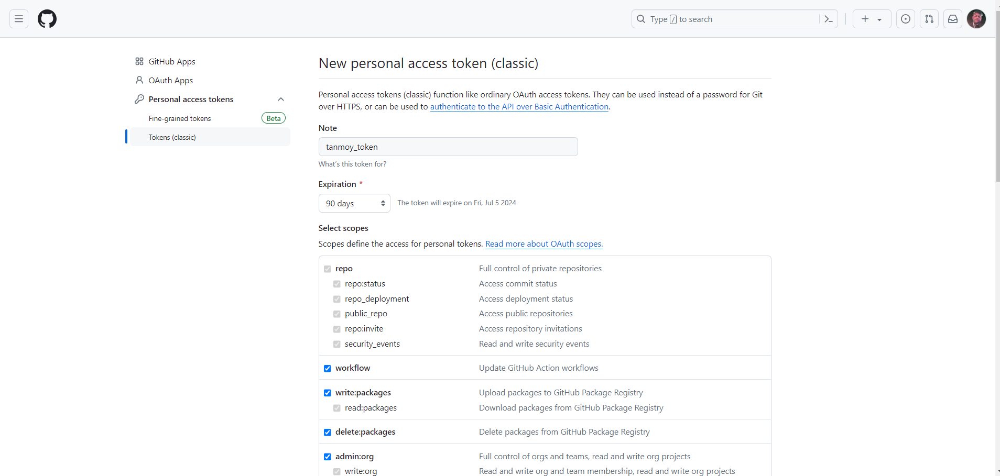 Type / to search
GitHub Apps
OAuth Apps
Personal access tokens
Fine-grained tokens Beta
Tokens (classic)
New personal access token (classic)
Personal access tokens (classic) function like ordinary OAuth access tokens. They can be used instead of a password for Git
over HTTPS, or can be used to authenticate to the API over Basic Authentication.
Note
tanmoy_token
What's this token for?
Expiration *
90 days The token will expire on Fri, Jul 5 2024
Select scopes
Scopes define the access for personal tokens. Read more about OAuth scopes.
repo Full control of private repositories
repo:status Access commit status
repo_deployment Access deployment status
public_repo Access public repositories
repo:invite Access repository invitations
security_events Read and write security events
workflow Update GitHub Action workflows
write:packages Upload packages to GitHub Package Registry
read:packages Download packages from GitHub Package Registry
delete:packages Delete packages from GitHub Package Registry
admin:org Full control of orgs and teams, read and write org projects
write:org Read and write org and team membership, read and write org projects